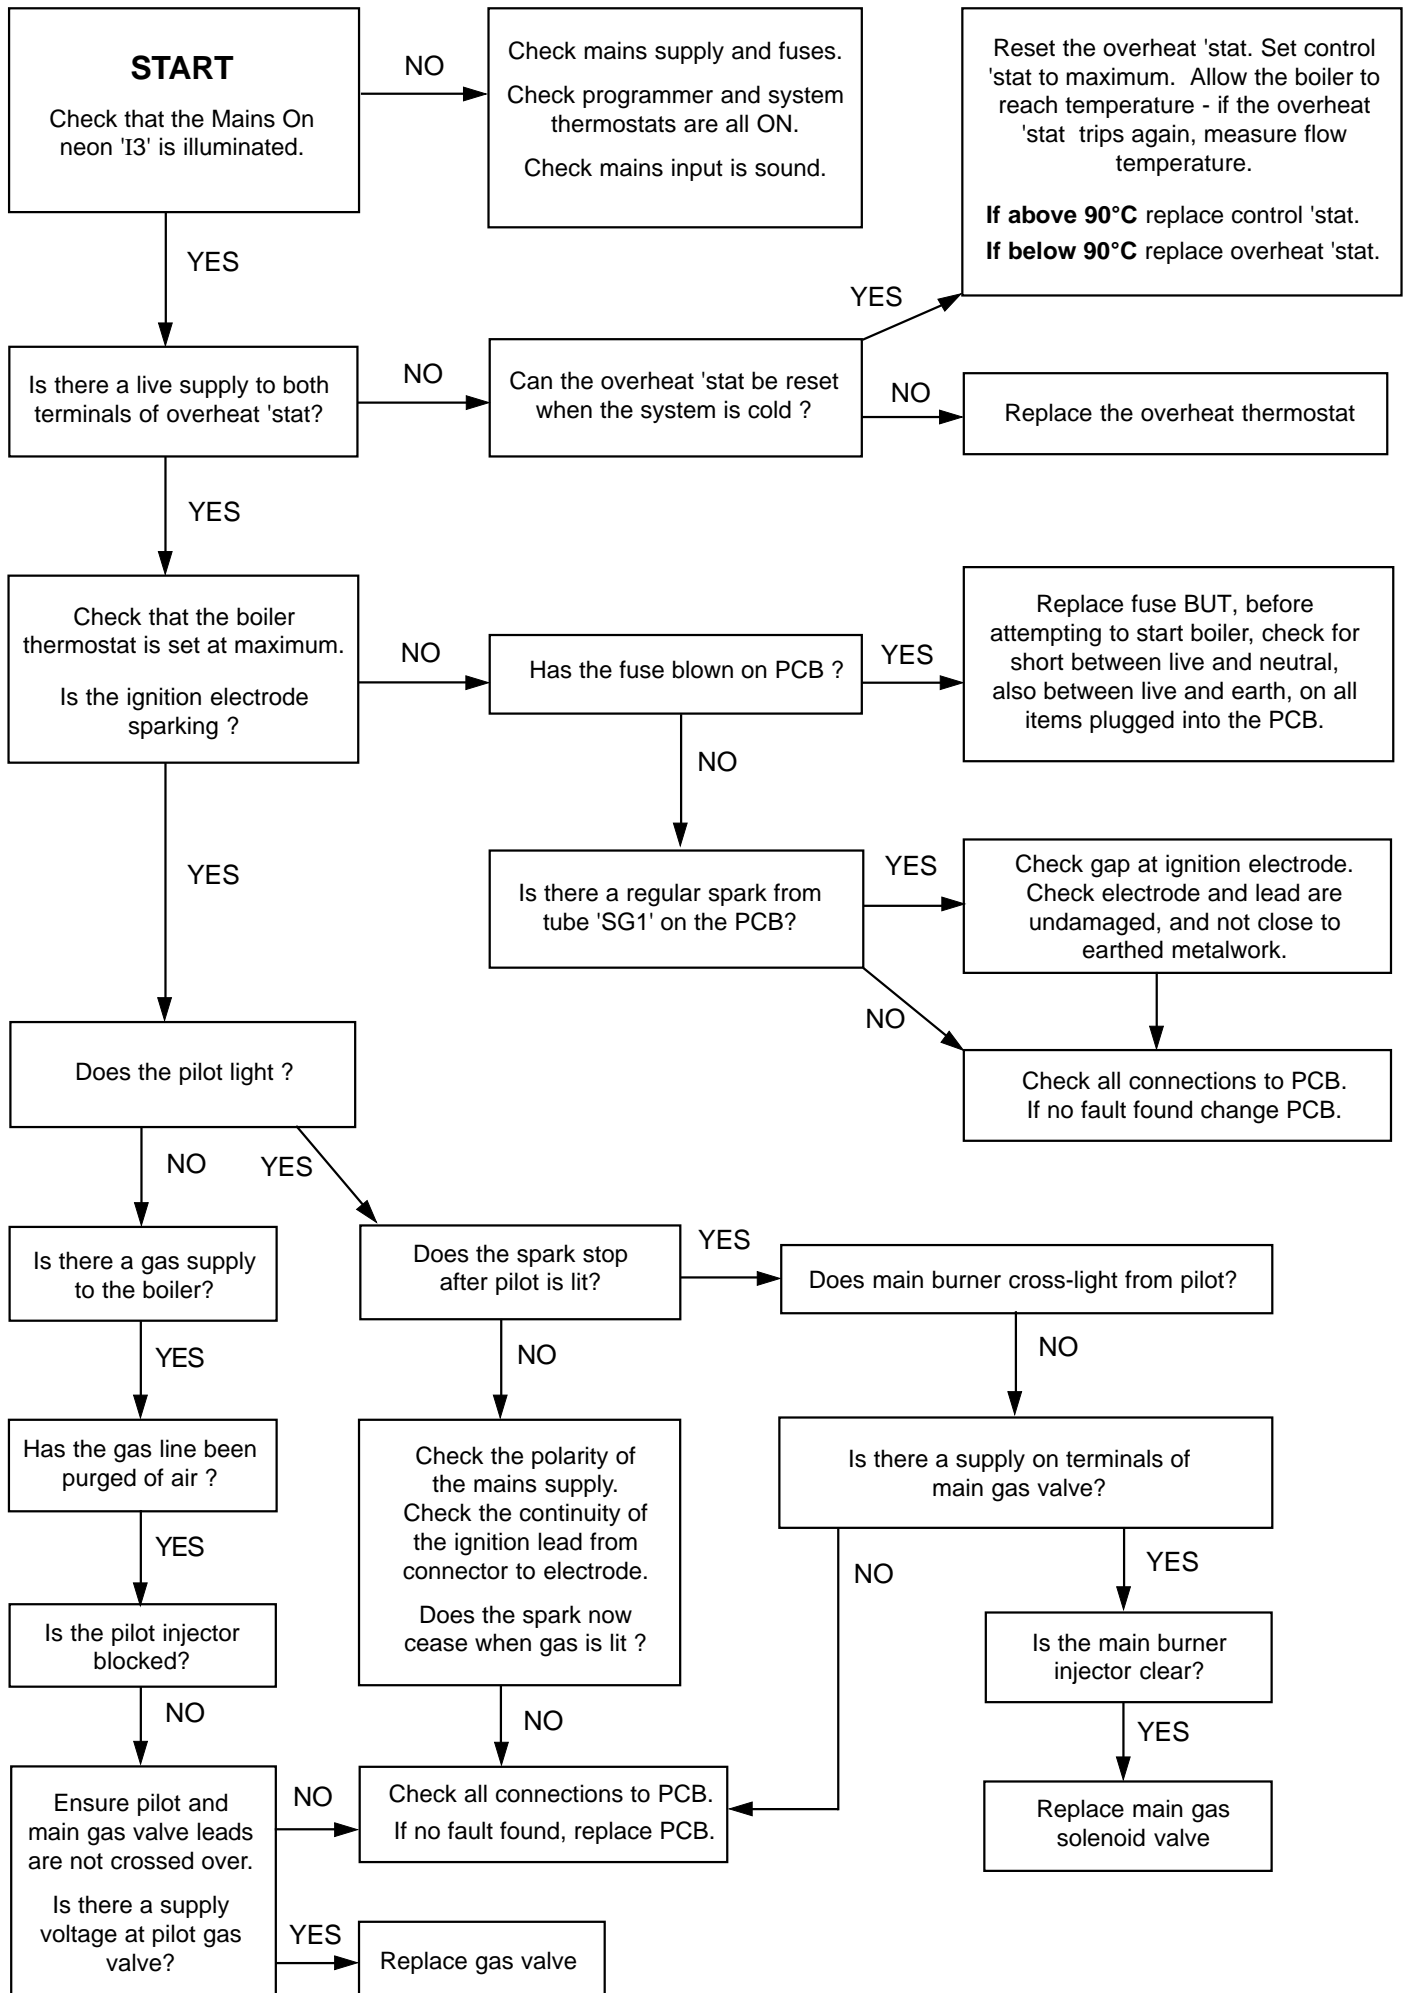 START
Check that the Mains On
neon 'I3' is illuminated.
NO
Check mains supply and fuses.
Check programmer and system
thermostats are all ON.
Check mains input is sound.
Reset the overheat 'stat. Set control
'stat to maximum. Allow the boiler to
reach temperature - if the overheat
'stat trips again, measure flow
temperature.
If above 90°C replace control 'stat.
If below 90°C replace overheat 'stat.
YES
YES
Is there a live supply to both
terminals of overheat 'stat?
NO
Can the overheat 'stat be reset
when the system is cold ?
NO
Replace the overheat thermostat
YES
Check that the boiler
thermostat is set at maximum.
Is the ignition electrode
sparking ?
NO
Has the fuse blown on PCB ?
YES
Replace fuse BUT, before
attempting to start boiler, check for
short between live and neutral,
also between live and earth, on all
items plugged into the PCB.
NO
YES
Is there a regular spark from
tube 'SG1' on the PCB?
YES
Check gap at ignition electrode.
Check electrode and lead are
undamaged, and not close to
earthed metalwork.
NO
Check all connections to PCB.
If no fault found change PCB.
Does the pilot light ?
NO
YES
Is there a gas supply
to the boiler?
Does the spark stop
after pilot is lit?
YES
Does main burner cross-light from pilot?
YES
NO
NO
Has the gas line been
purged of air ?
Check the polarity of
the mains supply.
Check the continuity of
the ignition lead from
connector to electrode.
Does the spark now
cease when gas is lit ?
Is there a supply on terminals of
main gas valve?
YES
NO
YES
Is the pilot injector
blocked?
Is the main burner
injector clear?
NO
NO
YES
Ensure pilot and
main gas valve leads
are not crossed over.
Is there a supply
voltage at pilot gas
valve?
NO
Check all connections to PCB.
If no fault found, replace PCB.
Replace main gas
solenoid valve
YES
Replace gas valve